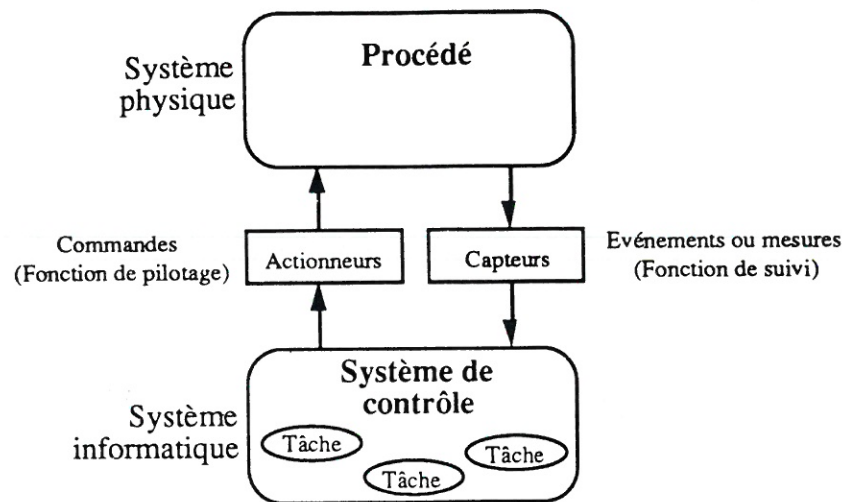 Système
physique
Procédé
Commandes
(Fonction de pilotage)
Actionneurs
Capteurs
Evénements ou mesures
(Fonction de suivi)
Système
informatique
Système de
contrôle
Tâche
Tâche
Tâche